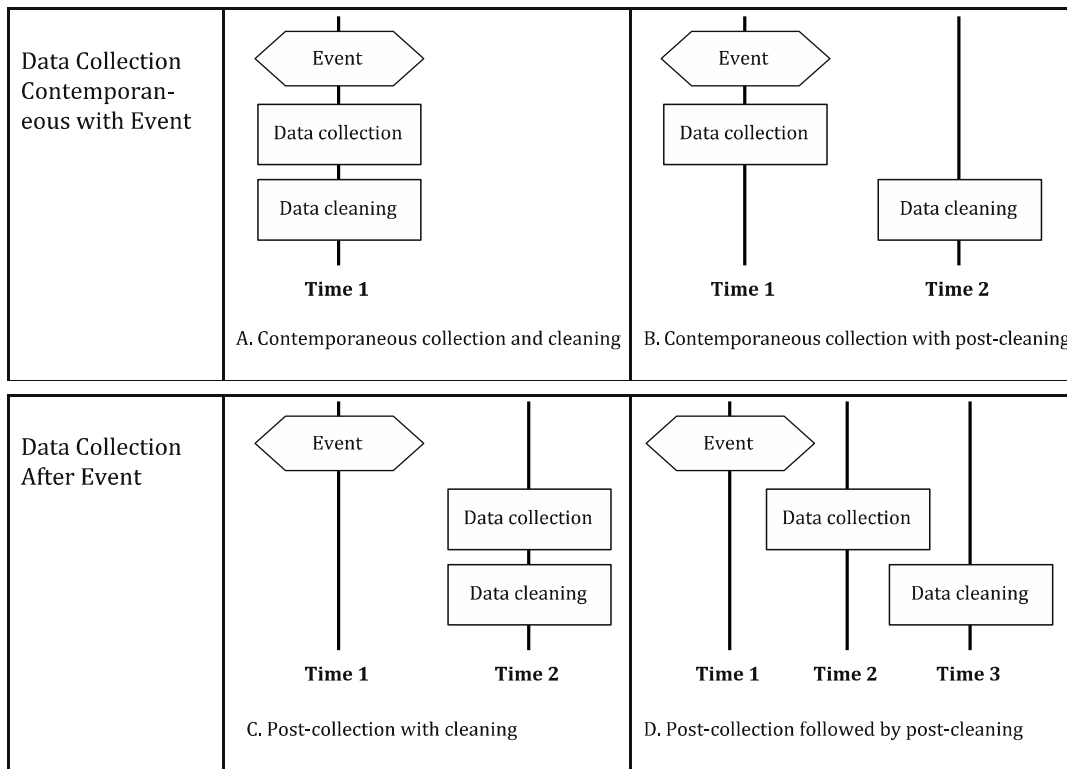 Data Collection
Contemporan-
eous with Event
Event
Data collection
Data cleaning
Time 1
A. Contemporaneous collection and cleaning
Event
Data collection
Data cleaning
Time 1
Time 2
B. Contemporaneous collection with post-cleaning
Data Collection
After Event
Event
Data collection
Data cleaning
Time 1
Time 2
C. Post-collection with cleaning
Event
Data collection
Data cleaning
Time 1
Time 2
Time 3
D. Post-collection followed by post-cleaning